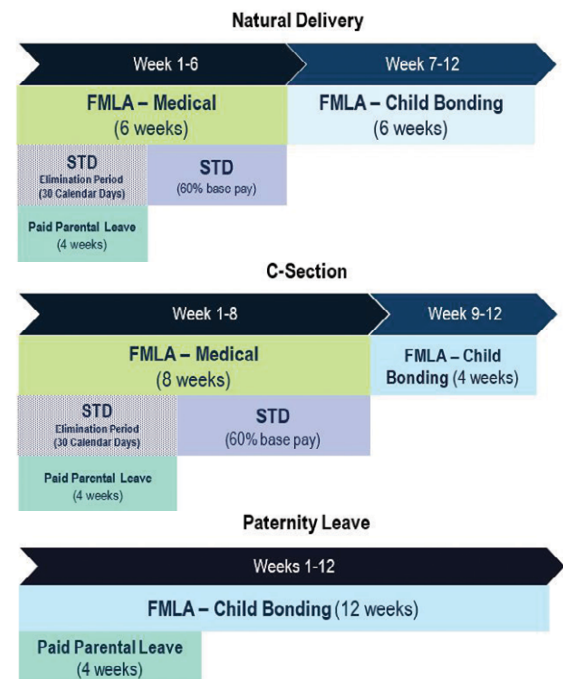 Natural Delivery
Week 1-6
Week 7-12
FMLA – Medical
(6 weeks)
FMLA – Child Bonding
(6 weeks)
STD
Elimination Period
(30 Calendar Days)
STD
(60% base pay)
Paid Parental Leave
(4 weeks)
C-Section
Week 1-8
Week 9-12
FMLA – Medical
(8 weeks)
FMLA – Child
Bonding (4 weeks)
STD
Elimination Period
(30 Calendar Days)
STD
(60% base pay)
Paid Parental Leave
(4 weeks)
Paternity Leave
Weeks 1-12
FMLA – Child Bonding (12 weeks)
Paid Parental Leave
(4 weeks)